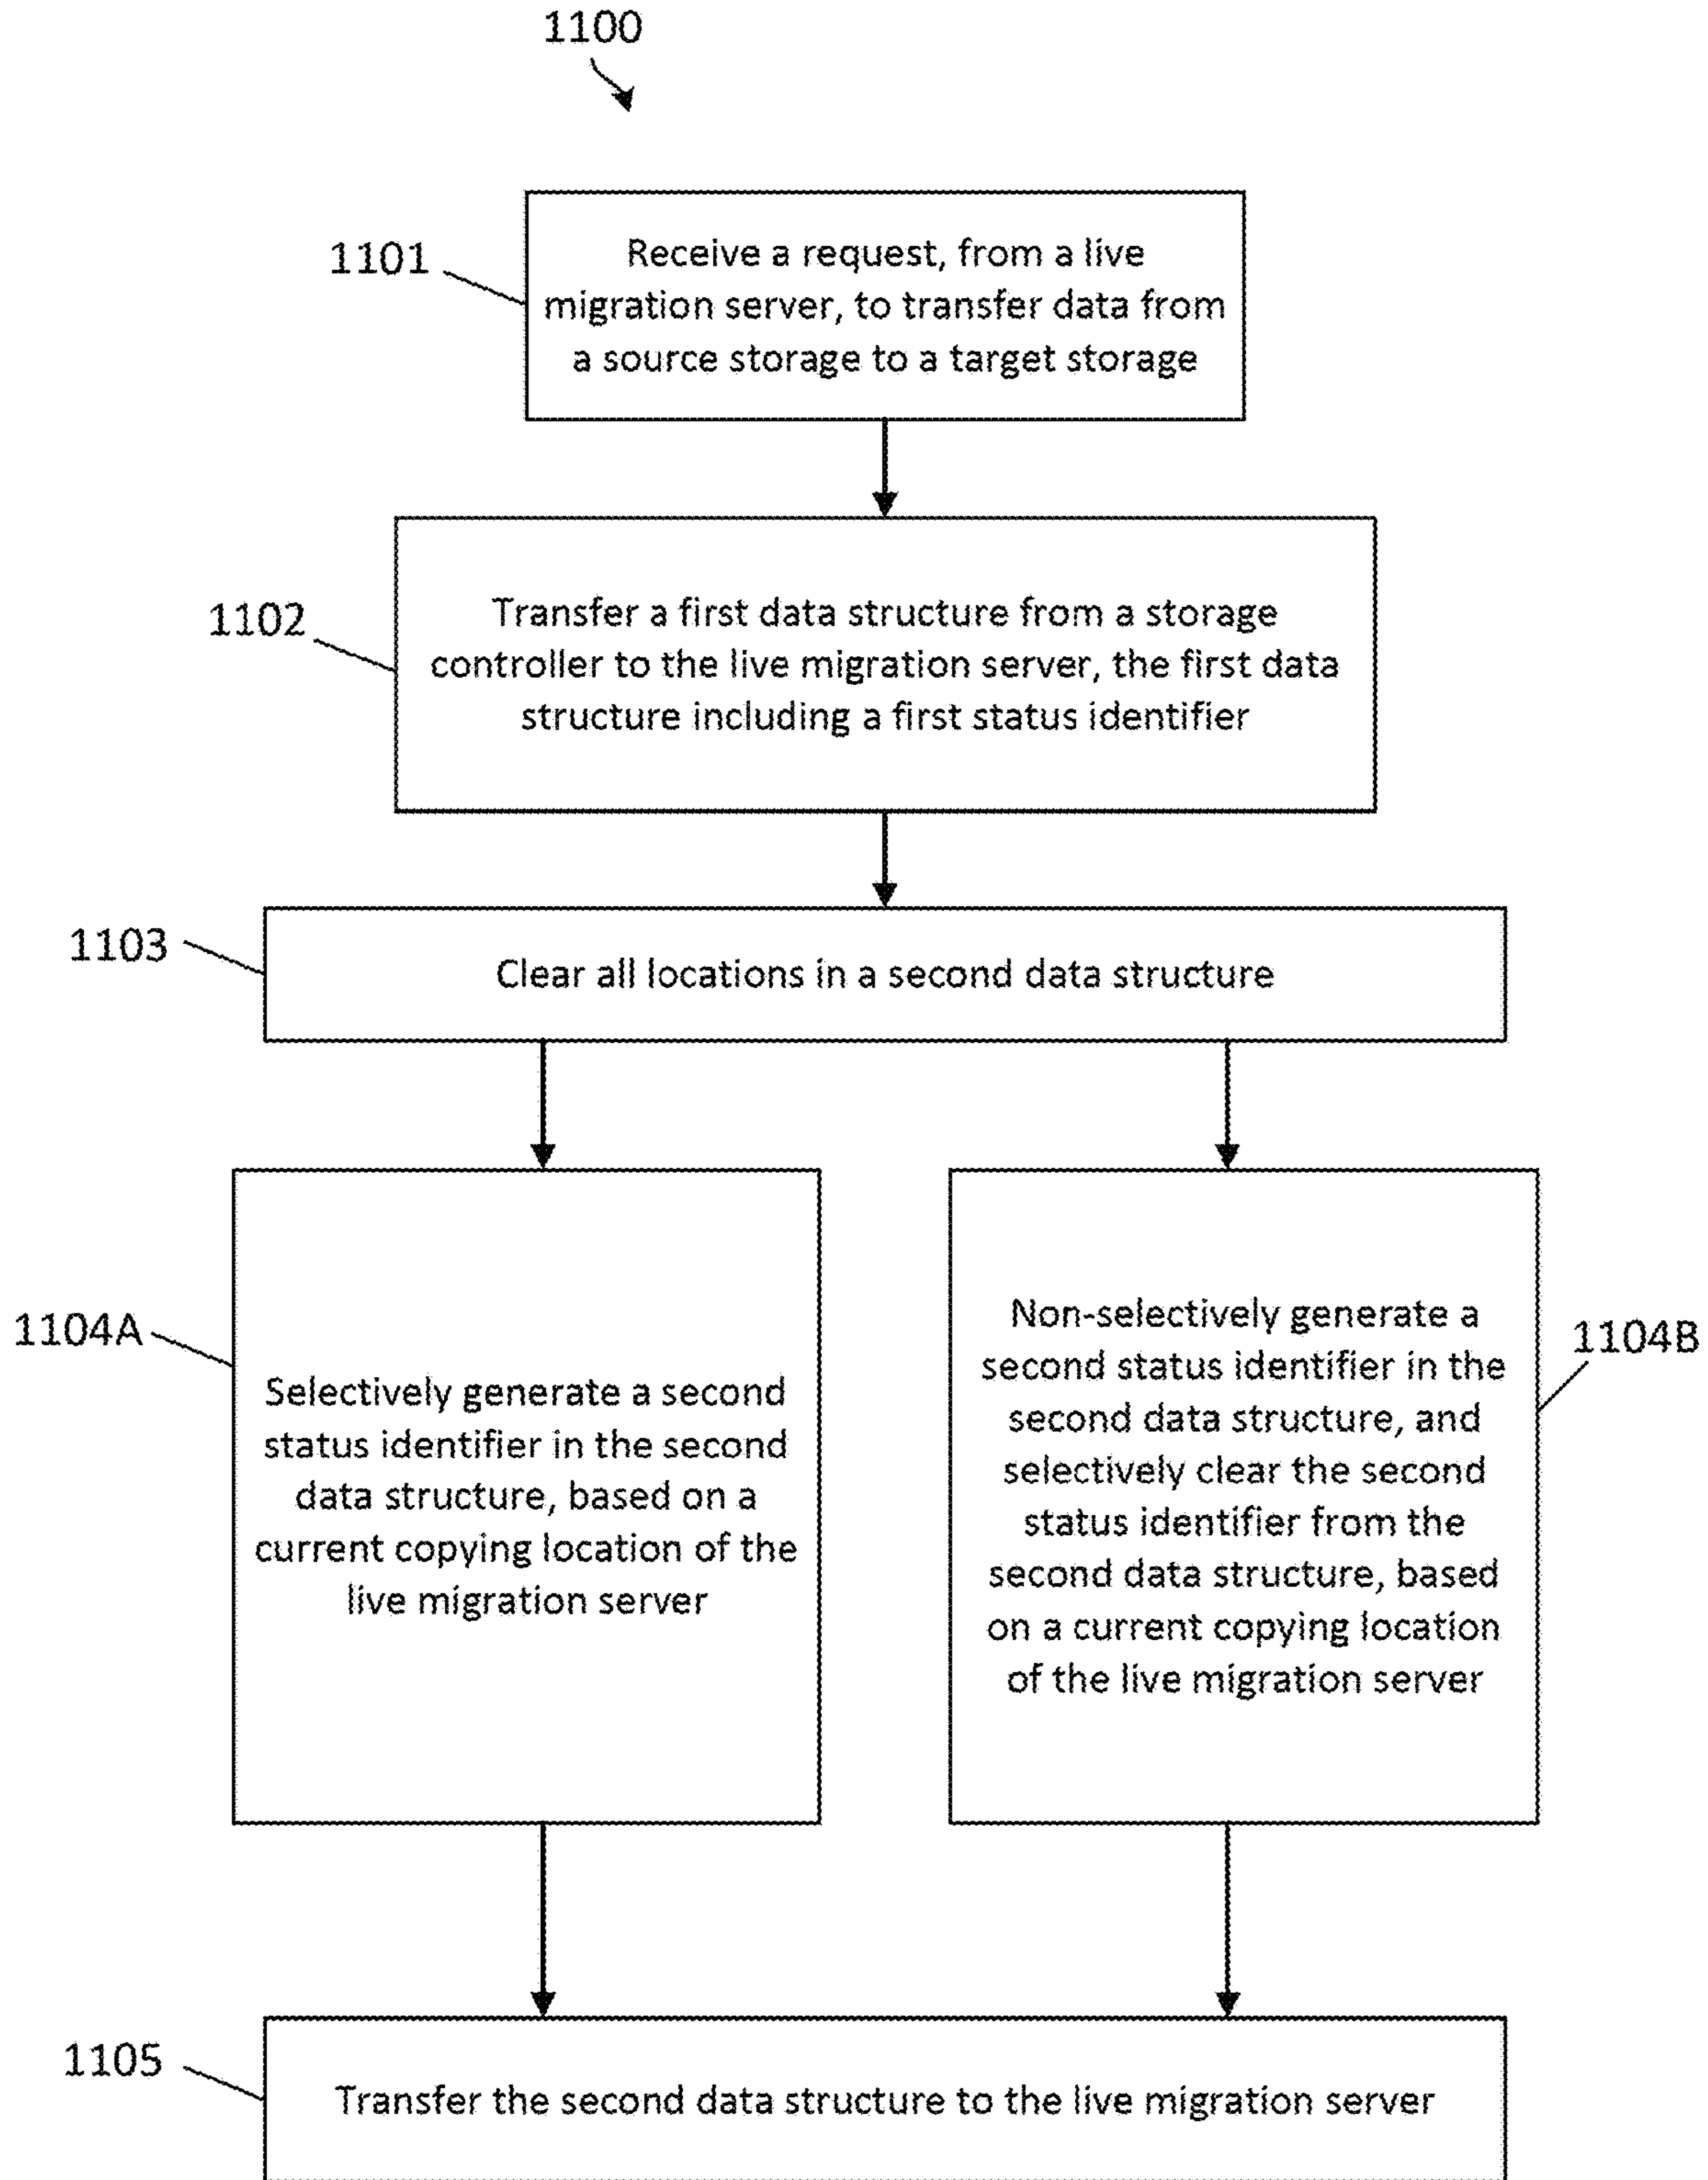 1100
1101
Receive a request, from a live
migration server, to transfer data from
a source storage to a target storage
1102
Transfer a first data structure from a storage
controller to the live migration server, the first data
structure including a first status identifier
1103
Clear all locations in a second data structure
1104A
Selectively generate a second
status identifier in the second
data structure, based on a
current copying location of the
live migration server
Non-selectively generate a
second status identifier in the
second data structure, and
selectively clear the second
status identifier from the
second data structure, based
on a current copying location
of the live migration server
1104B
1105
Transfer the second data structure to the live migration server